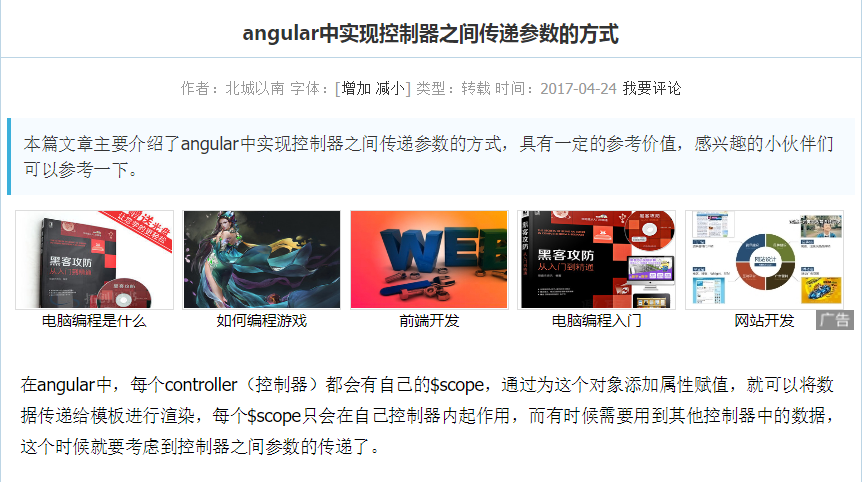 angular中实现控制器之间传递参数的方式
作者：北城以南 字体：[增加 减小] 类型：转载 时间：2017-04-24 我要评论
本篇文章主要介绍了angular中实现控制器之间传递参数的方式，具有一定的参考价值，感兴趣的小伙伴们
可以参考一下。
黑客攻防
从入门到精通
WEB
黑客攻防
从入门到精通
黑客攻防
网站设计
电脑编程是什么
如何编程游戏
前端开发
电脑编程入门
网站开发
广告
在angular中，每个controller（控制器）都会有自己的$scope，通过为这个对象添加属性赋值，就可以将数
据传递给模板进行渲染，每个$scope只会在自己控制器内起作用，而有时候需要用到其他控制器中的数据，
这个时候就要考虑到控制器之间参数的传递了。